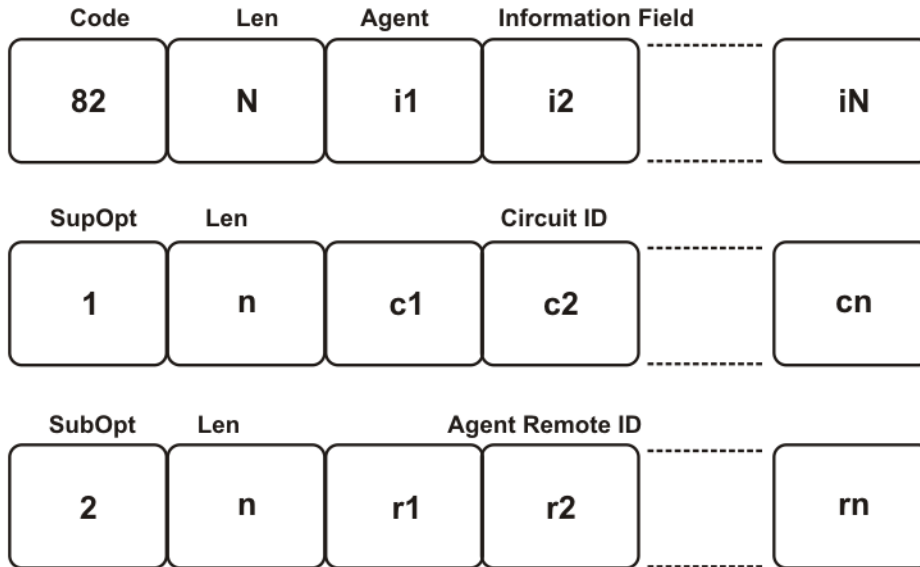 Code Len Agent Information Field
82 N i1 i2 iN
SupOpt Len Circuit ID
1 n c1 c2 cn
SubOpt Len Agent Remote ID
2 n r1 r2 rn